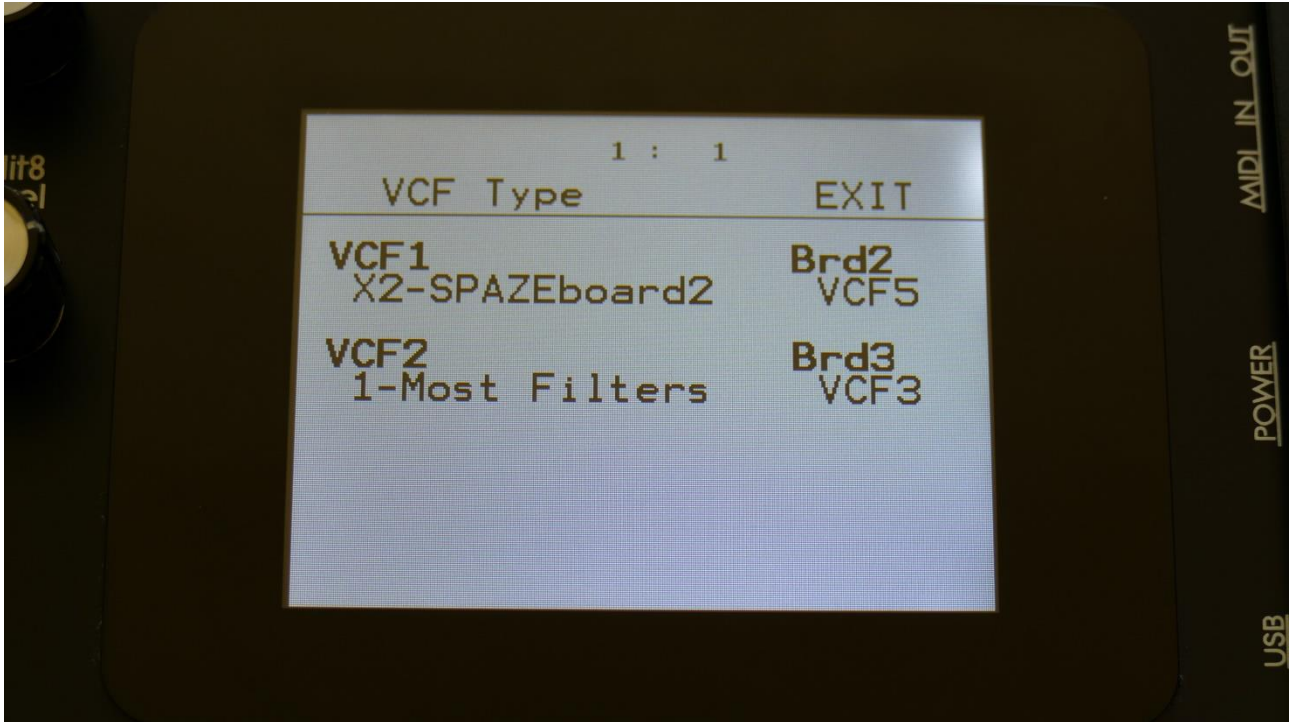 1 : 1
VCF Type EXIT
VCF1 Brd2
X2-SPAZEboard2 VCF5
VCF2 Brd3
1-Most Filters VCF3
MIDI IN OUT
POWER
USB